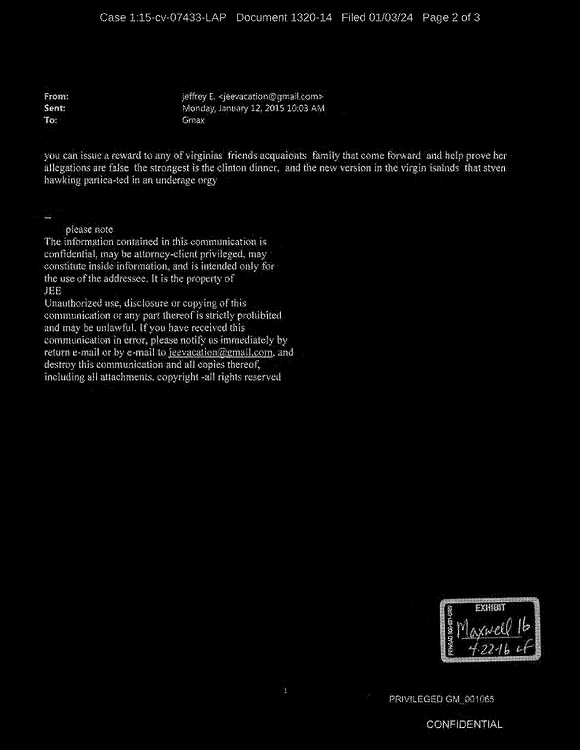 Case 1:15-cv-07433-LAP Document 1320-14 Filed 01/03/24 Page 2 of 3
From: jeffrey E. <jeevacation@gmail.com>
Sent: Monday, January 12, 2015 10:03 AM
To: Gmax
you can issue a reward to any of virginias friends acquaionts family that come forward and help prove her
allegations are false the strongest is the clinton dinner, and the new version in the virgin isalnds that stven
hawking partica-ted in an underage orgy
--
please note
The information contained in this communication is
confidential, may be attorney-client privileged, may
constitute inside information, and is intended only for
the use of the addressee. It is the property of
JEE
Unauthorized use, disclosure or copying of this
communication or any part thereof is strictly prohibited
and may be unlawful. If you have received this
communication in error, please notify us immediately by
return e-mail or by e-mail to jeevacation@gmail.com, and
destroy this communication and all copies thereof,
including all attachments. copyright -all rights reserved
EXHIBIT
Maxwell 16
4-22-16
1
PRIVILEGED GM_001065
CONFIDENTIAL